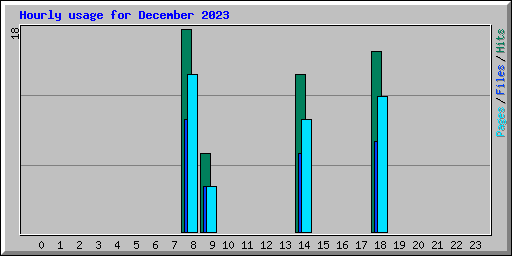 Hourly usage for December 2023
18
Pages/Files/Hits
0 1 2 3 4 5 6 7 8 9 10 11 12 13 14 15 16 17 18 19 20 21 22 23